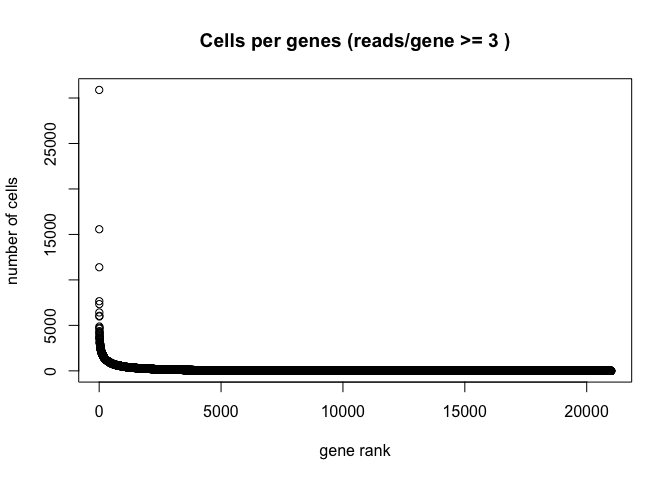 Cells per genes (reads/gene >= 3 )
number of cells
25000
15000
5000
0
0 5000 10000 15000 20000
gene rank